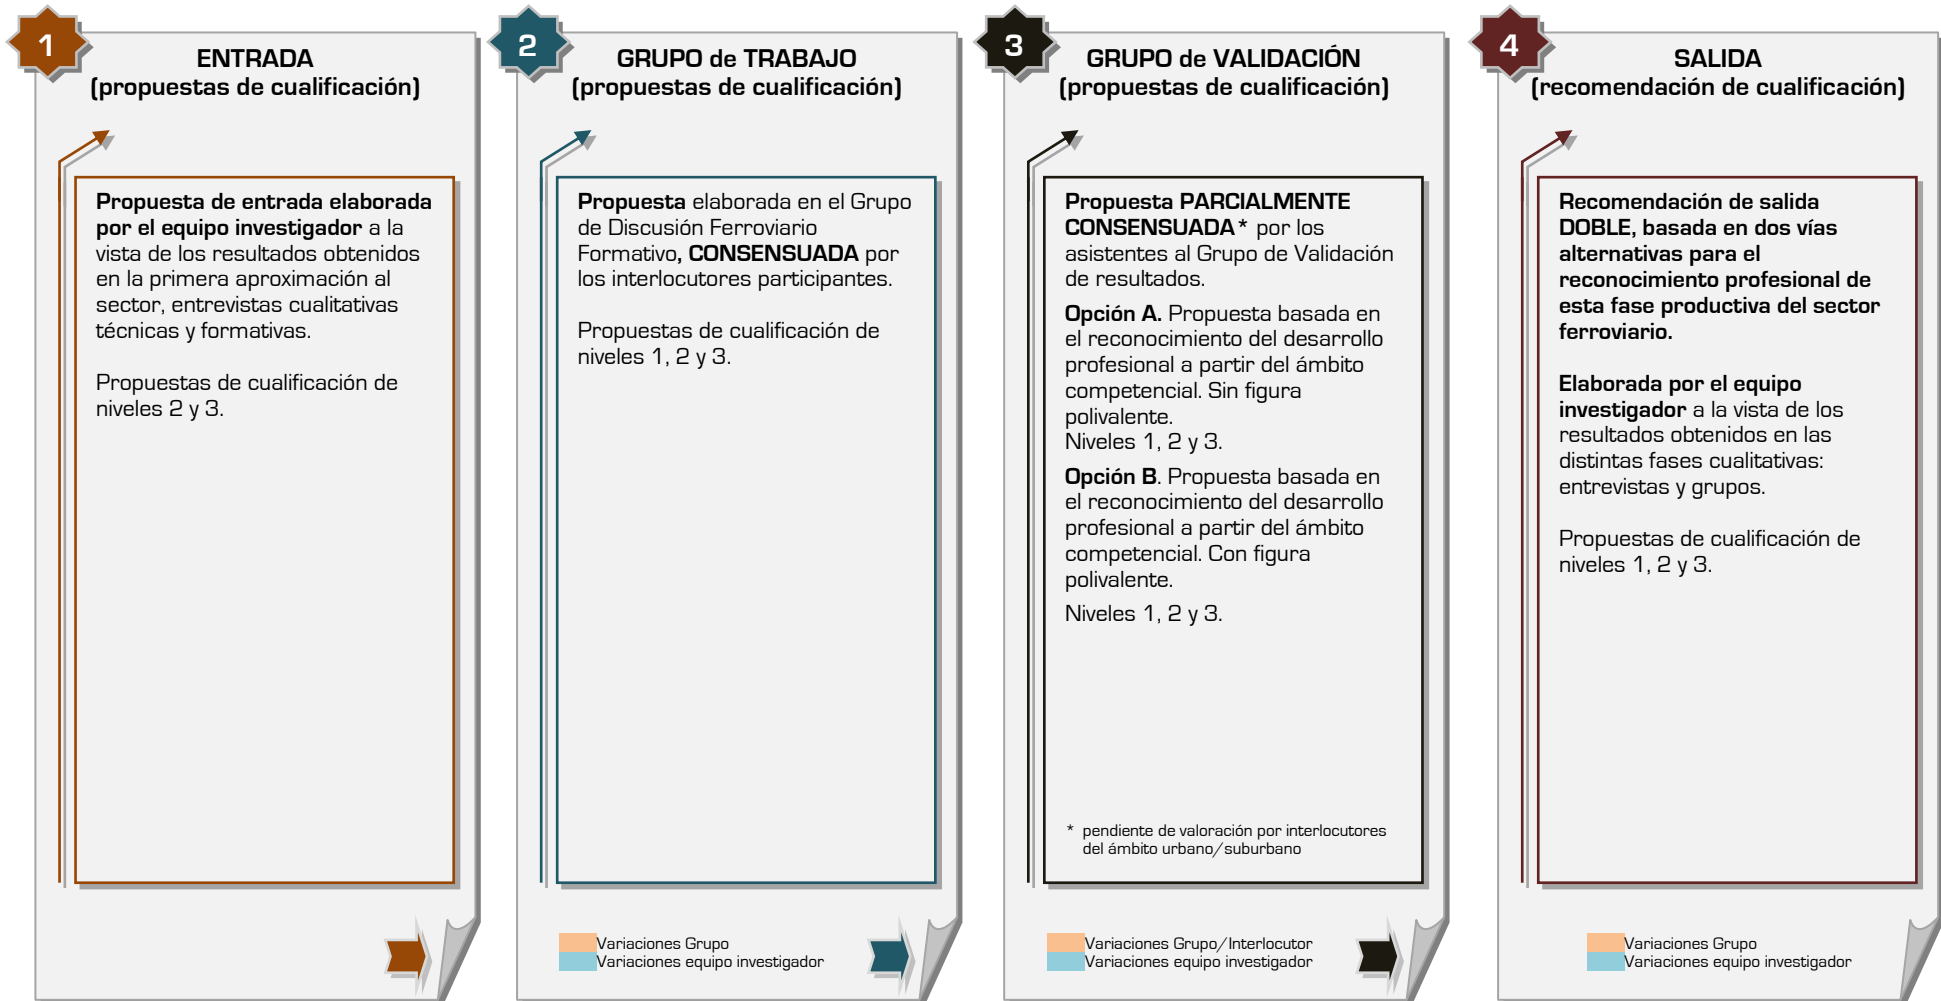 1
ENTRADA
(propuestas de cualificación)
Propuesta de entrada elaborada
por el equipo investigador a la
vista de los resultados obtenidos
en la primera aproximación al
sector, entrevistas cualitativas
técnicas y formativas.
Propuestas de cualificación de
niveles 2 y 3.
2
GRUPO de TRABAJO
(propuestas de cualificación)
Propuesta elaborada en el Grupo
de Discusión Ferroviario
Formativo, CONSENSUADA por
los interlocutores participantes.
Propuestas de cualificación de
niveles 1, 2 y 3.
Variaciones Grupo
Variaciones equipo investigador
3
GRUPO de VALIDACIÓN
(propuestas de cualificación)
Propuesta PARCIALMENTE
CONSENSUADA* por los
asistentes al Grupo de Validación
de resultados.
Opción A. Propuesta basada en
el reconocimiento del desarrollo
profesional a partir del ámbito
competencial. Sin figura
polivalente.
Niveles 1, 2 y 3.
Opción B. Propuesta basada en
el reconocimiento del desarrollo
profesional a partir del ámbito
competencial. Con figura
polivalente.
Niveles 1, 2 y 3.
* pendiente de valoración por interlocutores
del ámbito urbano/suburbano
Variaciones Grupo/Interlocutor
Variaciones equipo investigador
4
SALIDA
(recomendación de cualificación)
Recomendación de salida
DOBLE, basada en dos vías
alternativas para el
reconocimiento profesional de
esta fase productiva del sector
ferroviario.
Elaborada por el equipo
investigador a la vista de los
resultados obtenidos en las
distintas fases cualitativas:
entrevistas y grupos.
Propuestas de cualificación de
niveles 1, 2 y 3.
Variaciones Grupo
Variaciones equipo investigador